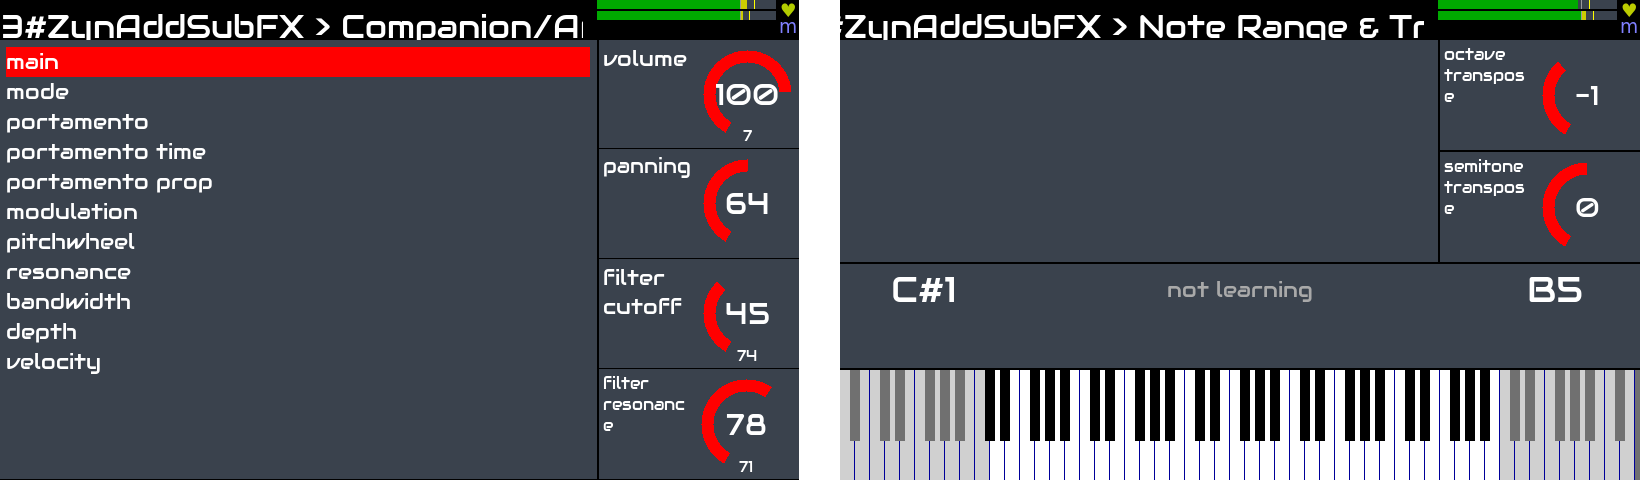 3#ZynAddSubFX > Companion/A
m
main
mode
portamento
portamento time
portamento prop
modulation
pitchwheel
resonance
bandwidth
depth
velocity
volume
100
7
panning
64
filter
cutoff
45
74
filter
resonanc
e
78
71
#ZynAddSubFX > Note Range & Tr
m
octave
transpos
e
-1
semitone
transpos
e
0
C#1
not learning
B5